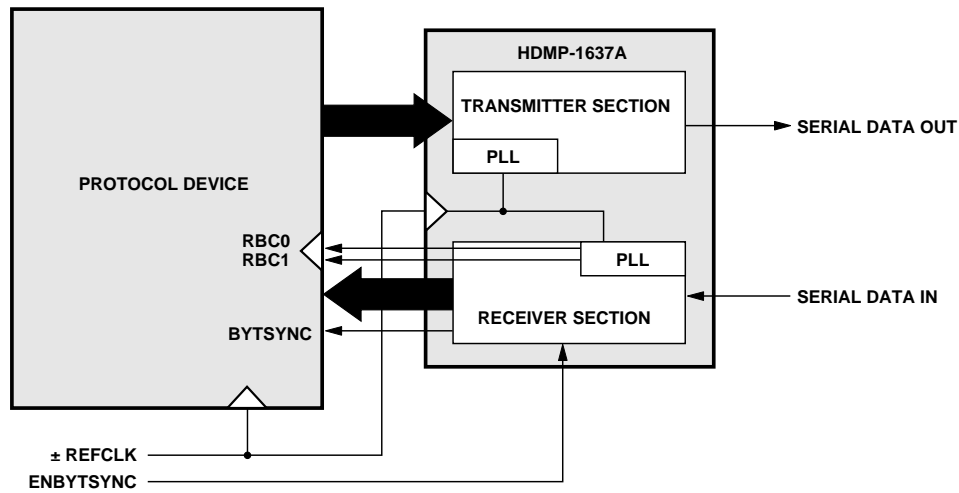 HDMP-1637A
TRANSMITTER SECTION
SERIAL DATA OUT
PLL
PROTOCOL DEVICE
RBC0
RBC1
PLL
SERIAL DATA IN
RECEIVER SECTION
BYTSYNC
± REFCLK
ENBYTSYNC